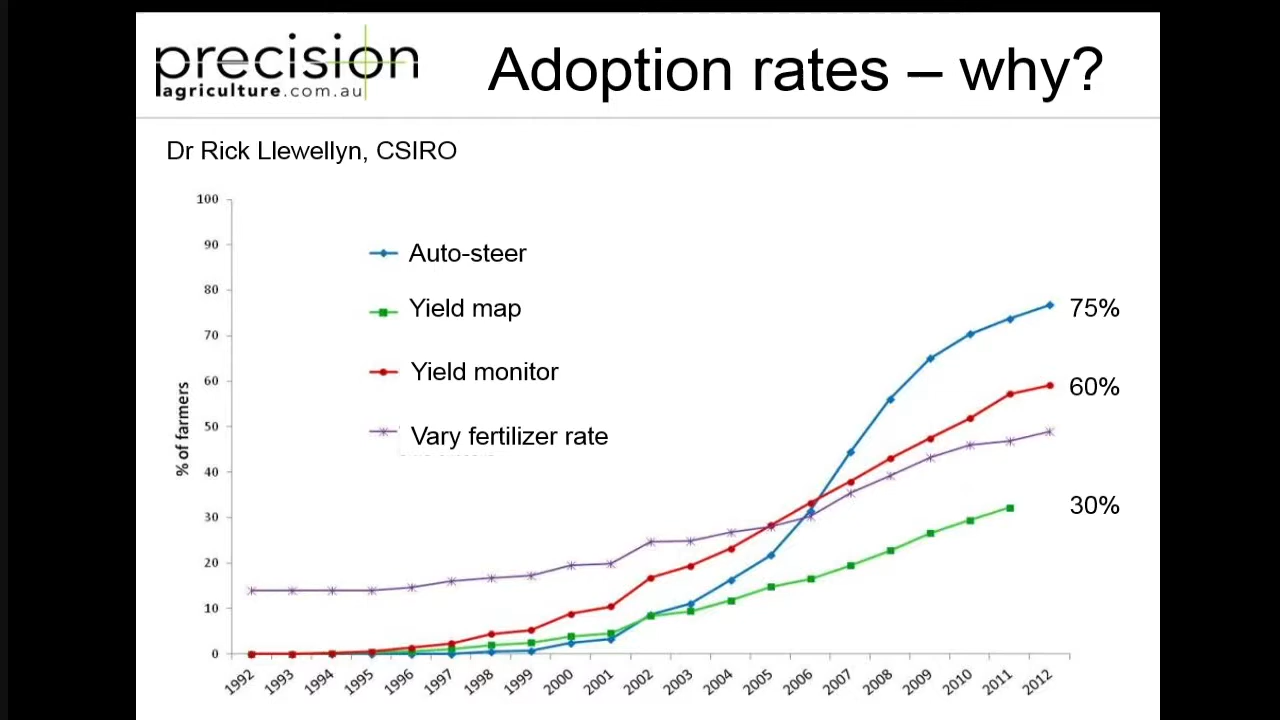 precision
agriculture.com.au
Adoption rates – why?
Dr Rick Llewellyn, CSIRO
100
90
80
70
60
50
40
30
20
10
0
% of farmers
Auto-steer
Yield map
Yield monitor
Vary fertilizer rate
75%
60%
30%
1992 1993 1994 1995 1996 1997 1998 1999 2000 2001 2002 2003 2004 2005 2006 2007 2008 2009 2010 2011 2012